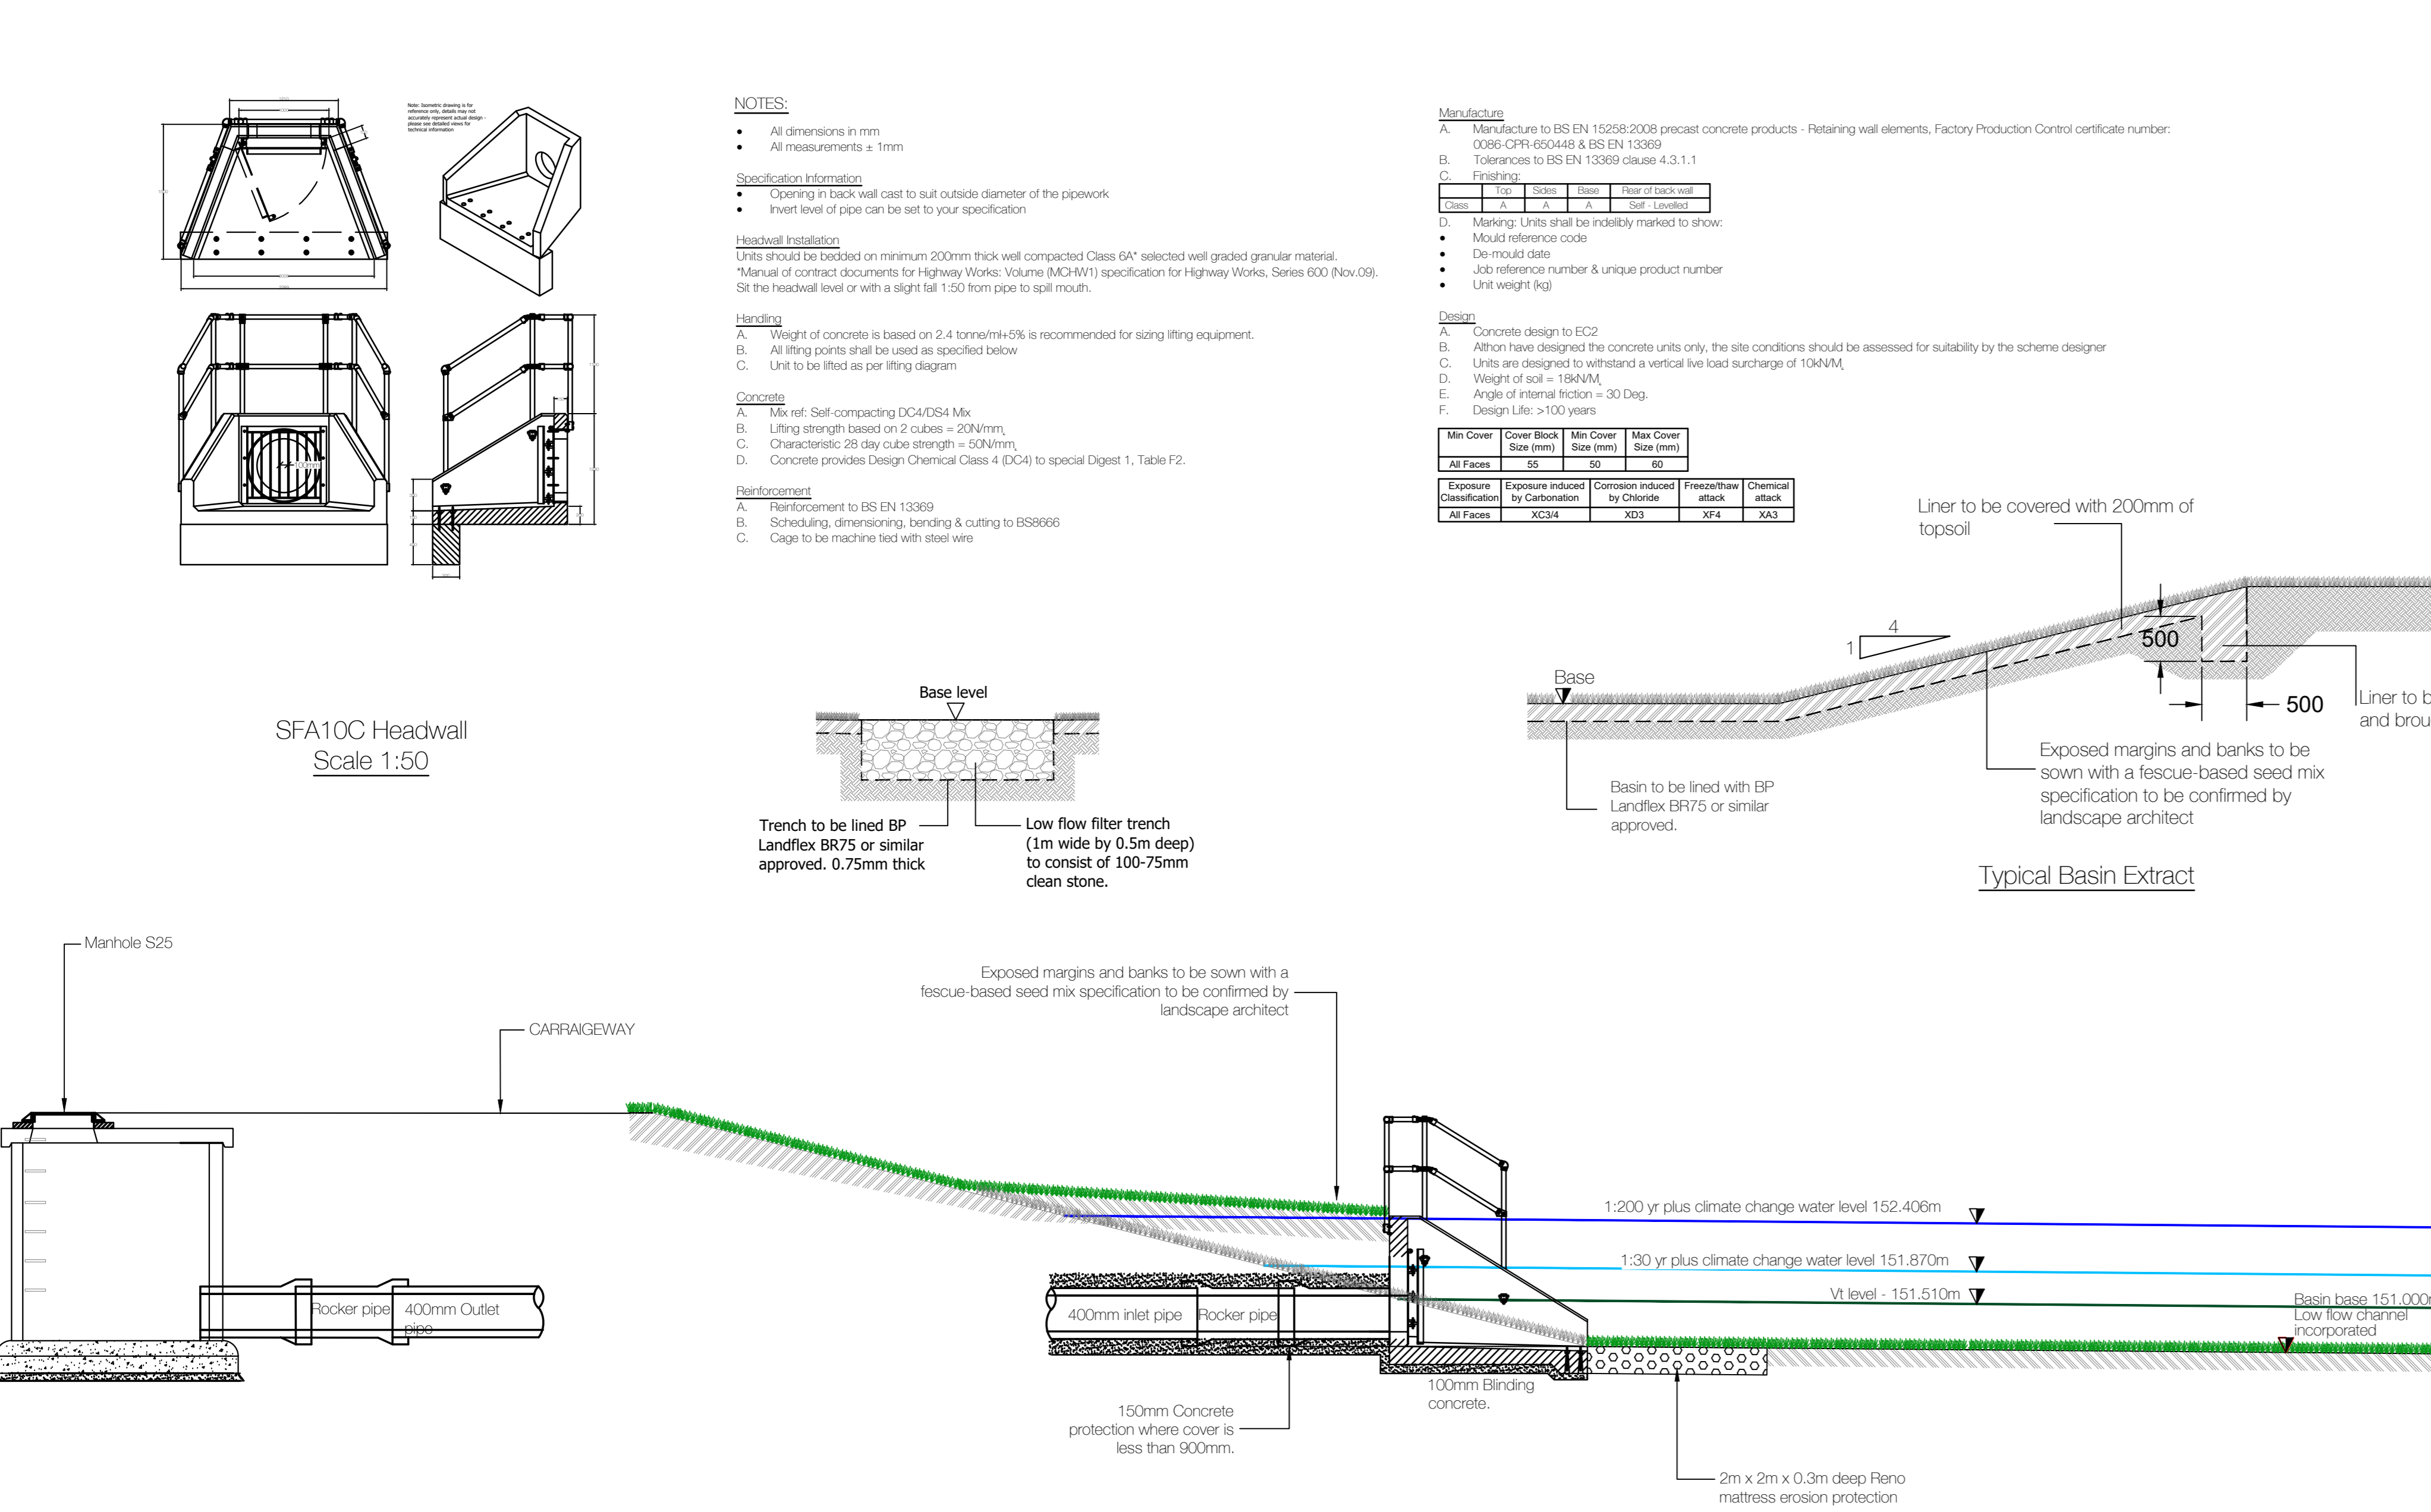 Note: Isometric drawing is for
reference only, details may not
accurately represent actual design -
please see detailed views for
technical information
100mm
SFA10C Headwall
Scale 1:50
NOTES:
• All dimensions in mm
• All measurements ± 1mm
Specification Information
• Opening in back wall cast to suit outside diameter of the pipework
• Invert level of pipe can be set to your specification
Headwall Installation
Units should be bedded on minimum 200mm thick well compacted Class 6A* selected well graded granular material.
*Manual of contract documents for Highway Works: Volume (MCHW1) specification for Highway Works, Series 600 (Nov.09).
Sit the headwall level or with a slight fall 1:50 from pipe to spill mouth.
Handling
A. Weight of concrete is based on 2.4 tonne/mł+5% is recommended for sizing lifting equipment.
B. All lifting points shall be used as specified below
C. Unit to be lifted as per lifting diagram
Concrete
A. Mix ref: Self-compacting DC4/DS4 Mix
B. Lifting strength based on 2 cubes = 20N/mm
C. Characteristic 28 day cube strength = 50N/mm
D. Concrete provides Design Chemical Class 4 (DC4) to special Digest 1, Table F2.
Reinforcement
A. Reinforcement to BS EN 13369
B. Scheduling, dimensioning, bending & cutting to BS8666
C. Cage to be machine tied with steel wire
Manufacture
A. Manufacture to BS EN 15258:2008 precast concrete products - Retaining wall elements, Factory Production Control certificate number:
0086-CPR-650448 & BS EN 13369
B. Tolerances to BS EN 13369 clause 4.3.1.1
C. Finishing:
Top Sides Base Rear of back wall
Class A A A Self - Levelled
D. Marking: Units shall be indelibly marked to show:
• Mould reference code
• De-mould date
• Job reference number & unique product number
• Unit weight (kg)
Design
A. Concrete design to EC2
B. Althon have designed the concrete units only, the site conditions should be assessed for suitability by the scheme designer
C. Units are designed to withstand a vertical live load surcharge of 10kN/M
D. Weight of soil = 18kN/M
E. Angle of internal friction = 30 Deg.
F. Design Life: >100 years
Min Cover Cover Block Min Cover Max Cover
Size (mm) Size (mm) Size (mm)
All Faces 55 50 60
Exposure Exposure induced Corrosion induced Freeze/thaw Chemical
Classification by Carbonation by Chloride attack attack
All Faces XC3/4 XD3 XF4 XA3
Liner to be covered with 200mm of
topsoil
4
1
500
500
Base
Liner to b
and brou
Basin to be lined with BP
Landflex BR75 or similar
approved.
Exposed margins and banks to be
sown with a fescue-based seed mix
specification to be confirmed by
landscape architect
Typical Basin Extract
Base level
Trench to be lined BP
Landflex BR75 or similar
approved. 0.75mm thick
Low flow filter trench
(1m wide by 0.5m deep)
to consist of 100-75mm
clean stone.
Manhole S25
CARRAIGEWAY
Exposed margins and banks to be sown with a
fescue-based seed mix specification to be confirmed by
landscape architect
1:200 yr plus climate change water level 152.406m
1:30 yr plus climate change water level 151.870m
Vt level - 151.510m
Basin base 151.000m
Low flow channel
incorporated
Rocker pipe
400mm Outlet
pipe
400mm inlet pipe
Rocker pipe
100mm Blinding
concrete.
150mm Concrete
protection where cover is
less than 900mm.
2m x 2m x 0.3m deep Reno
mattress erosion protection